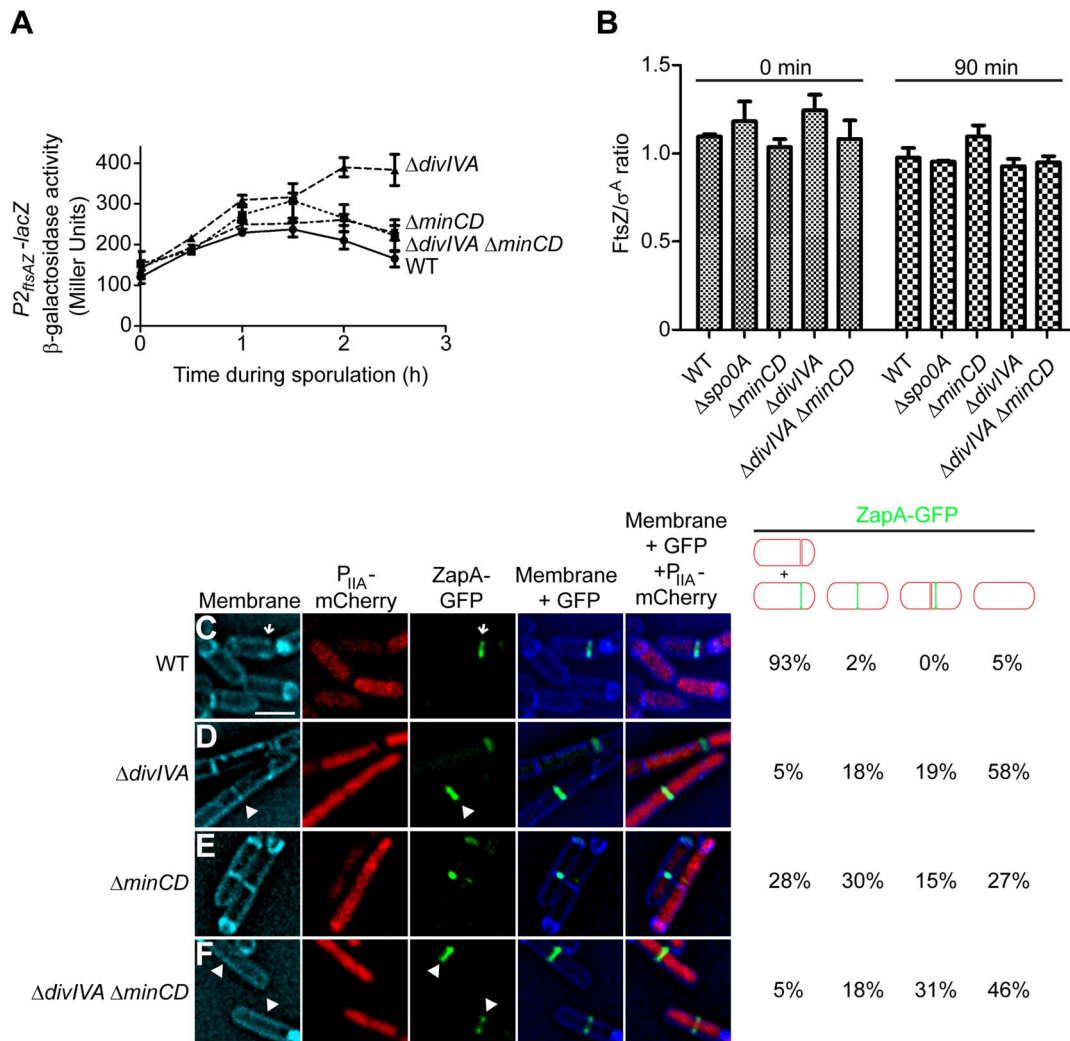 A
P2ftsAZ -lacZ
β-galactosidase activity
(Miller Units)
400
300
200
100
0
0
1
2
3
Time during sporulation (h)
ΔdivIVA
ΔminCD
ΔdivIVA ΔminCD
WT
B
FtsZ/σA ratio
1.5
1.0
0.5
0
0 min
90 min
WT
Δspo0A
ΔminCD
ΔdivIVA
ΔdivIVA ΔminCD
WT
Δspo0A
ΔminCD
ΔdivIVA
ΔdivIVA ΔminCD
Membrane
PIIA-
mCherry
ZapA-
GFP
Membrane
+ GFP
Membrane
+ GFP
+PIIA-
mCherry
ZapA-GFP
+
C
WT
93% 2% 0% 5%
D
ΔdivIVA
5% 18% 19% 58%
E
ΔminCD
28% 30% 15% 27%
F
ΔdivIVA ΔminCD
5% 18% 31% 46%